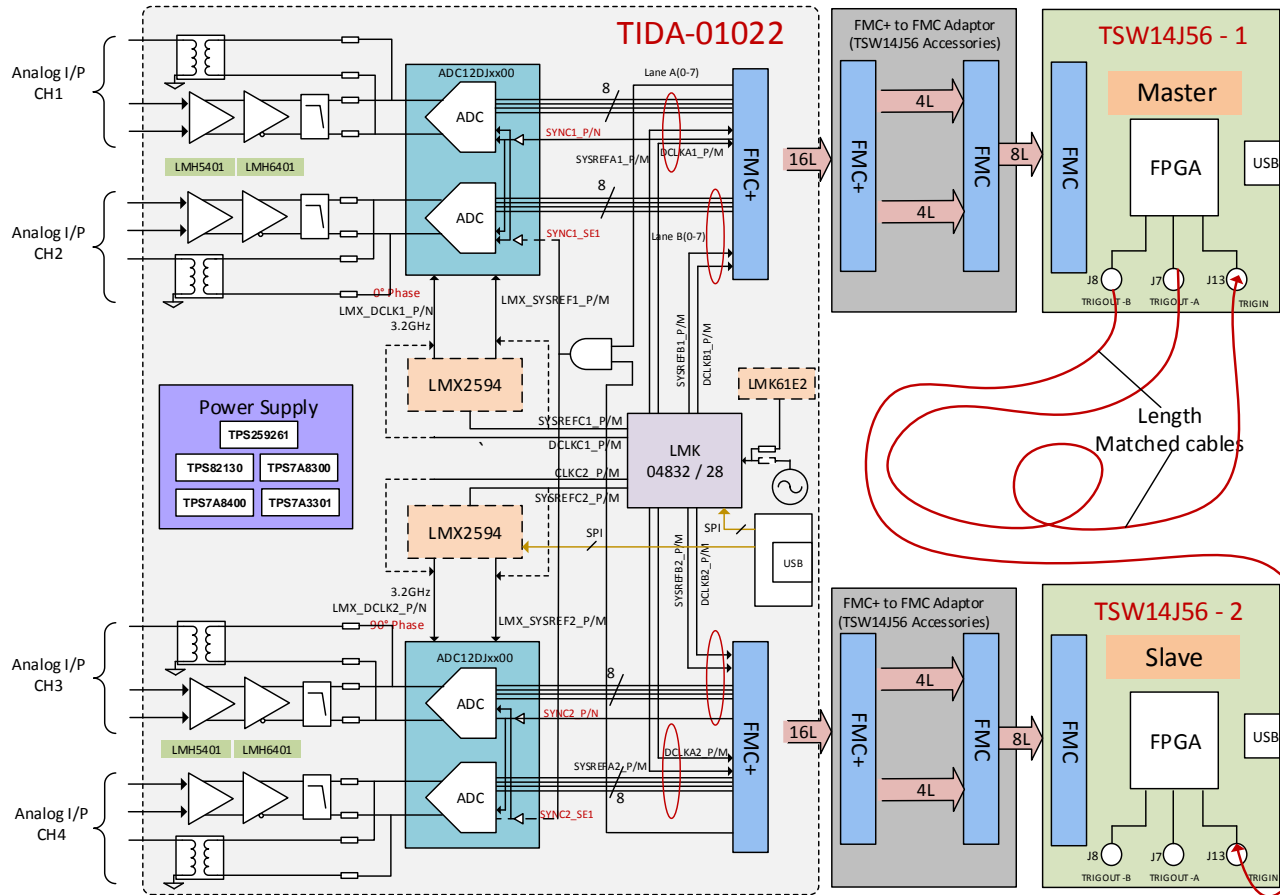 TIDA-01022
Analog I/P
CH1
LMH5401
LMH6401
Analog I/P
CH2
ADC12DJxx00
ADC
ADC
8
Lane A(0-7)
SYNC1_P/N
SYSREFA1_P/M
DCLKA1_P/M
8
SYNC1_SE1
Lane B(0-7)
FMC+
0° Phase
LMX_DCLK1_P/N
3.2GHz
LMX_SYSREF1_P/M
LMX2594
SYSREFB1_P/M
DCLKB1_P/M
LMK61E2
Power Supply
TPS259261
TPS82130
TPS7A8300
TPS7A8400
TPS7A3301
SYSREFC1_P/M
DCLKC1_P/M
CLKC2_P/M
SYSREFC2_P/M
LMK
04832 / 28
LMX2594
SPI
SPI
USB
3.2GHz
LMX_DCLK2_P/N
90° Phase
LMX_SYSREF2_P/M
SYSREFB2_P/M
DCLKB2_P/M
Analog I/P
CH3
LMH5401
LMH6401
Analog I/P
CH4
ADC12DJxx00
ADC
ADC
8
SYNC2_P/N
DCLKA2_P/M
SYSREFA2_P/M
8
SYNC2_SE1
FMC+
16L
FMC+ to FMC Adaptor
(TSW14J56 Accessories)
FMC+
4L
4L
FMC
8L
TSW14J56 - 1
Master
FPGA
FMC
USB
J8
J7
J13
TRIGOUT-B
TRIGOUT-A
TRIGIN
Length
Matched cables
16L
FMC+ to FMC Adaptor
(TSW14J56 Accessories)
FMC+
4L
4L
FMC
8L
TSW14J56 - 2
Slave
FPGA
FMC
USB
J8
J7
J13
TRIGOUT-B
TRIGOUT-A
TRIGIN